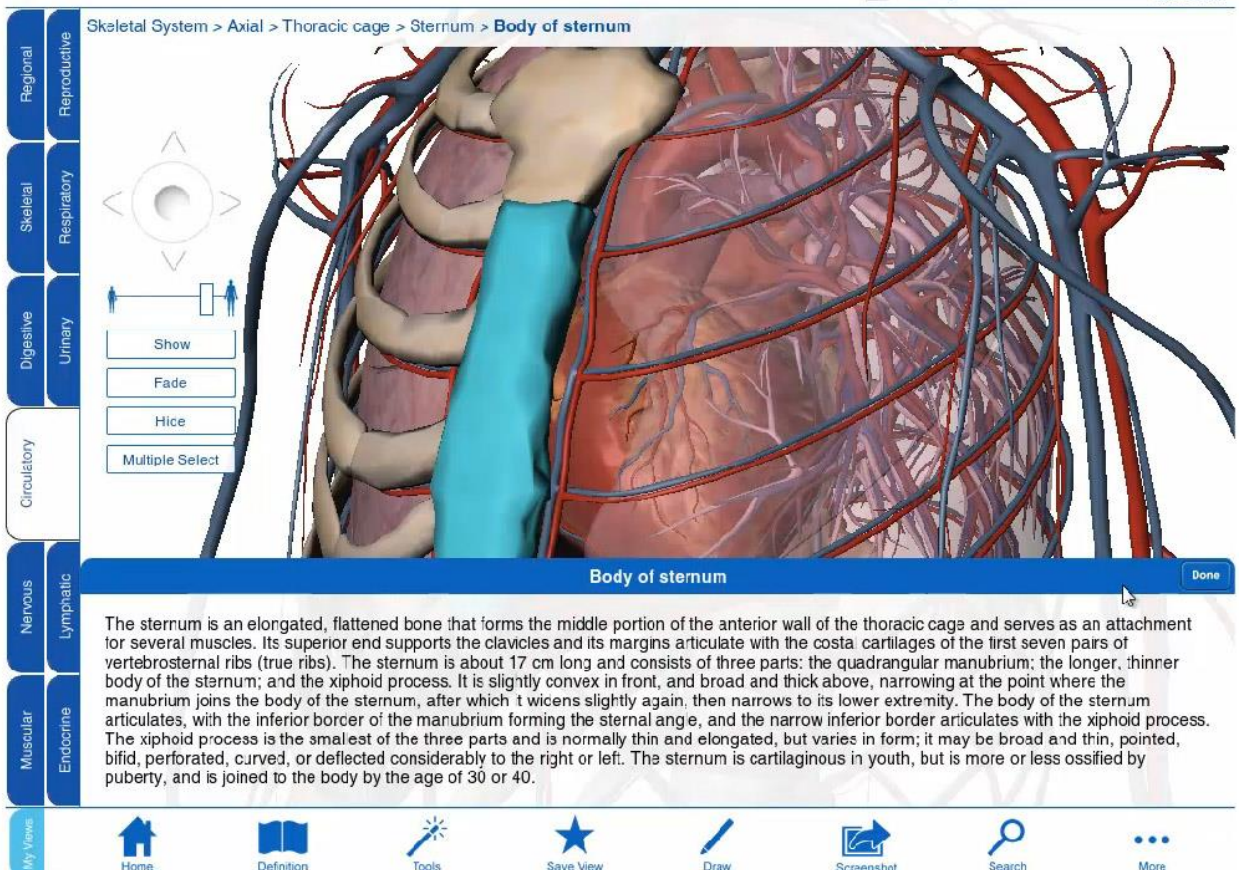 Skeletal System > Axial > Thoracic cage > Sternum > Body of sternum
Regional
Reproductive
Skeletal
Respiratory
Digestive
Urinary
Circulatory
Nervous
Lymphatic
Muscular
Endocrine
My Views
Show
Fade
Hide
Multiple Select
Body of sternum
Done
The sternum is an elongated, flattened bone that forms the middle portion of the anterior wall of the thoracic cage and serves as an attachment
for several muscles. Its superior end supports the clavicles and its margins articulate with the costal cartilages of the first seven pairs of
vertebrosternal ribs (true ribs). The sternum is about 17 cm long and consists of three parts: the quadrangular manubrium; the longer, thinner
body of the sternum; and the xiphoid process. It is slightly convex in front, and broad and thick above, narrowing at the point where the
manubrium joins the body of the sternum, after which it widens slightly again, then narrows to its lower extremity. The body of the sternum
articulates, with the inferior border of the manubrium forming the sternal angle, and the narrow inferior border articulates with the xiphoid process.
The xiphoid process is the smallest of the three parts and is normally thin and elongated, but varies in form; it may be broad and thin, pointed,
bifid, perforated, curved, or deflected considerably to the right or left. The sternum is cartilaginous in youth, but is more or less ossified by
puberty, and is joined to the body by the age of 30 or 40.
Home
Definition
Tools
Save View
Draw
Screenshot
Search
More